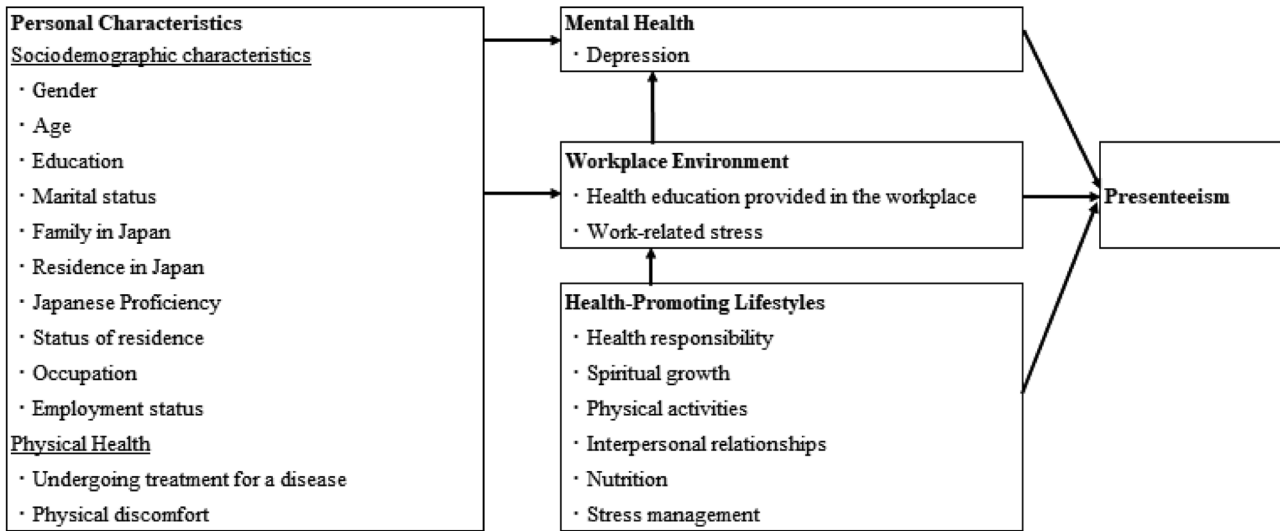 Personal Characteristics
Sociodemographic characteristics
・Gender
・Age
・Education
・Marital status
・Family in Japan
・Residence in Japan
・Japanese Proficiency
・Status of residence
・Occupation
・Employment status
Physical Health
・Undergoing treatment for a disease
・Physical discomfort
Mental Health
・Depression
Workplace Environment
・Health education provided in the workplace
・Work-related stress
Health-Promoting Lifestyles
・Health responsibility
・Spiritual growth
・Physical activities
・Interpersonal relationships
・Nutrition
・Stress management
Presenteeism